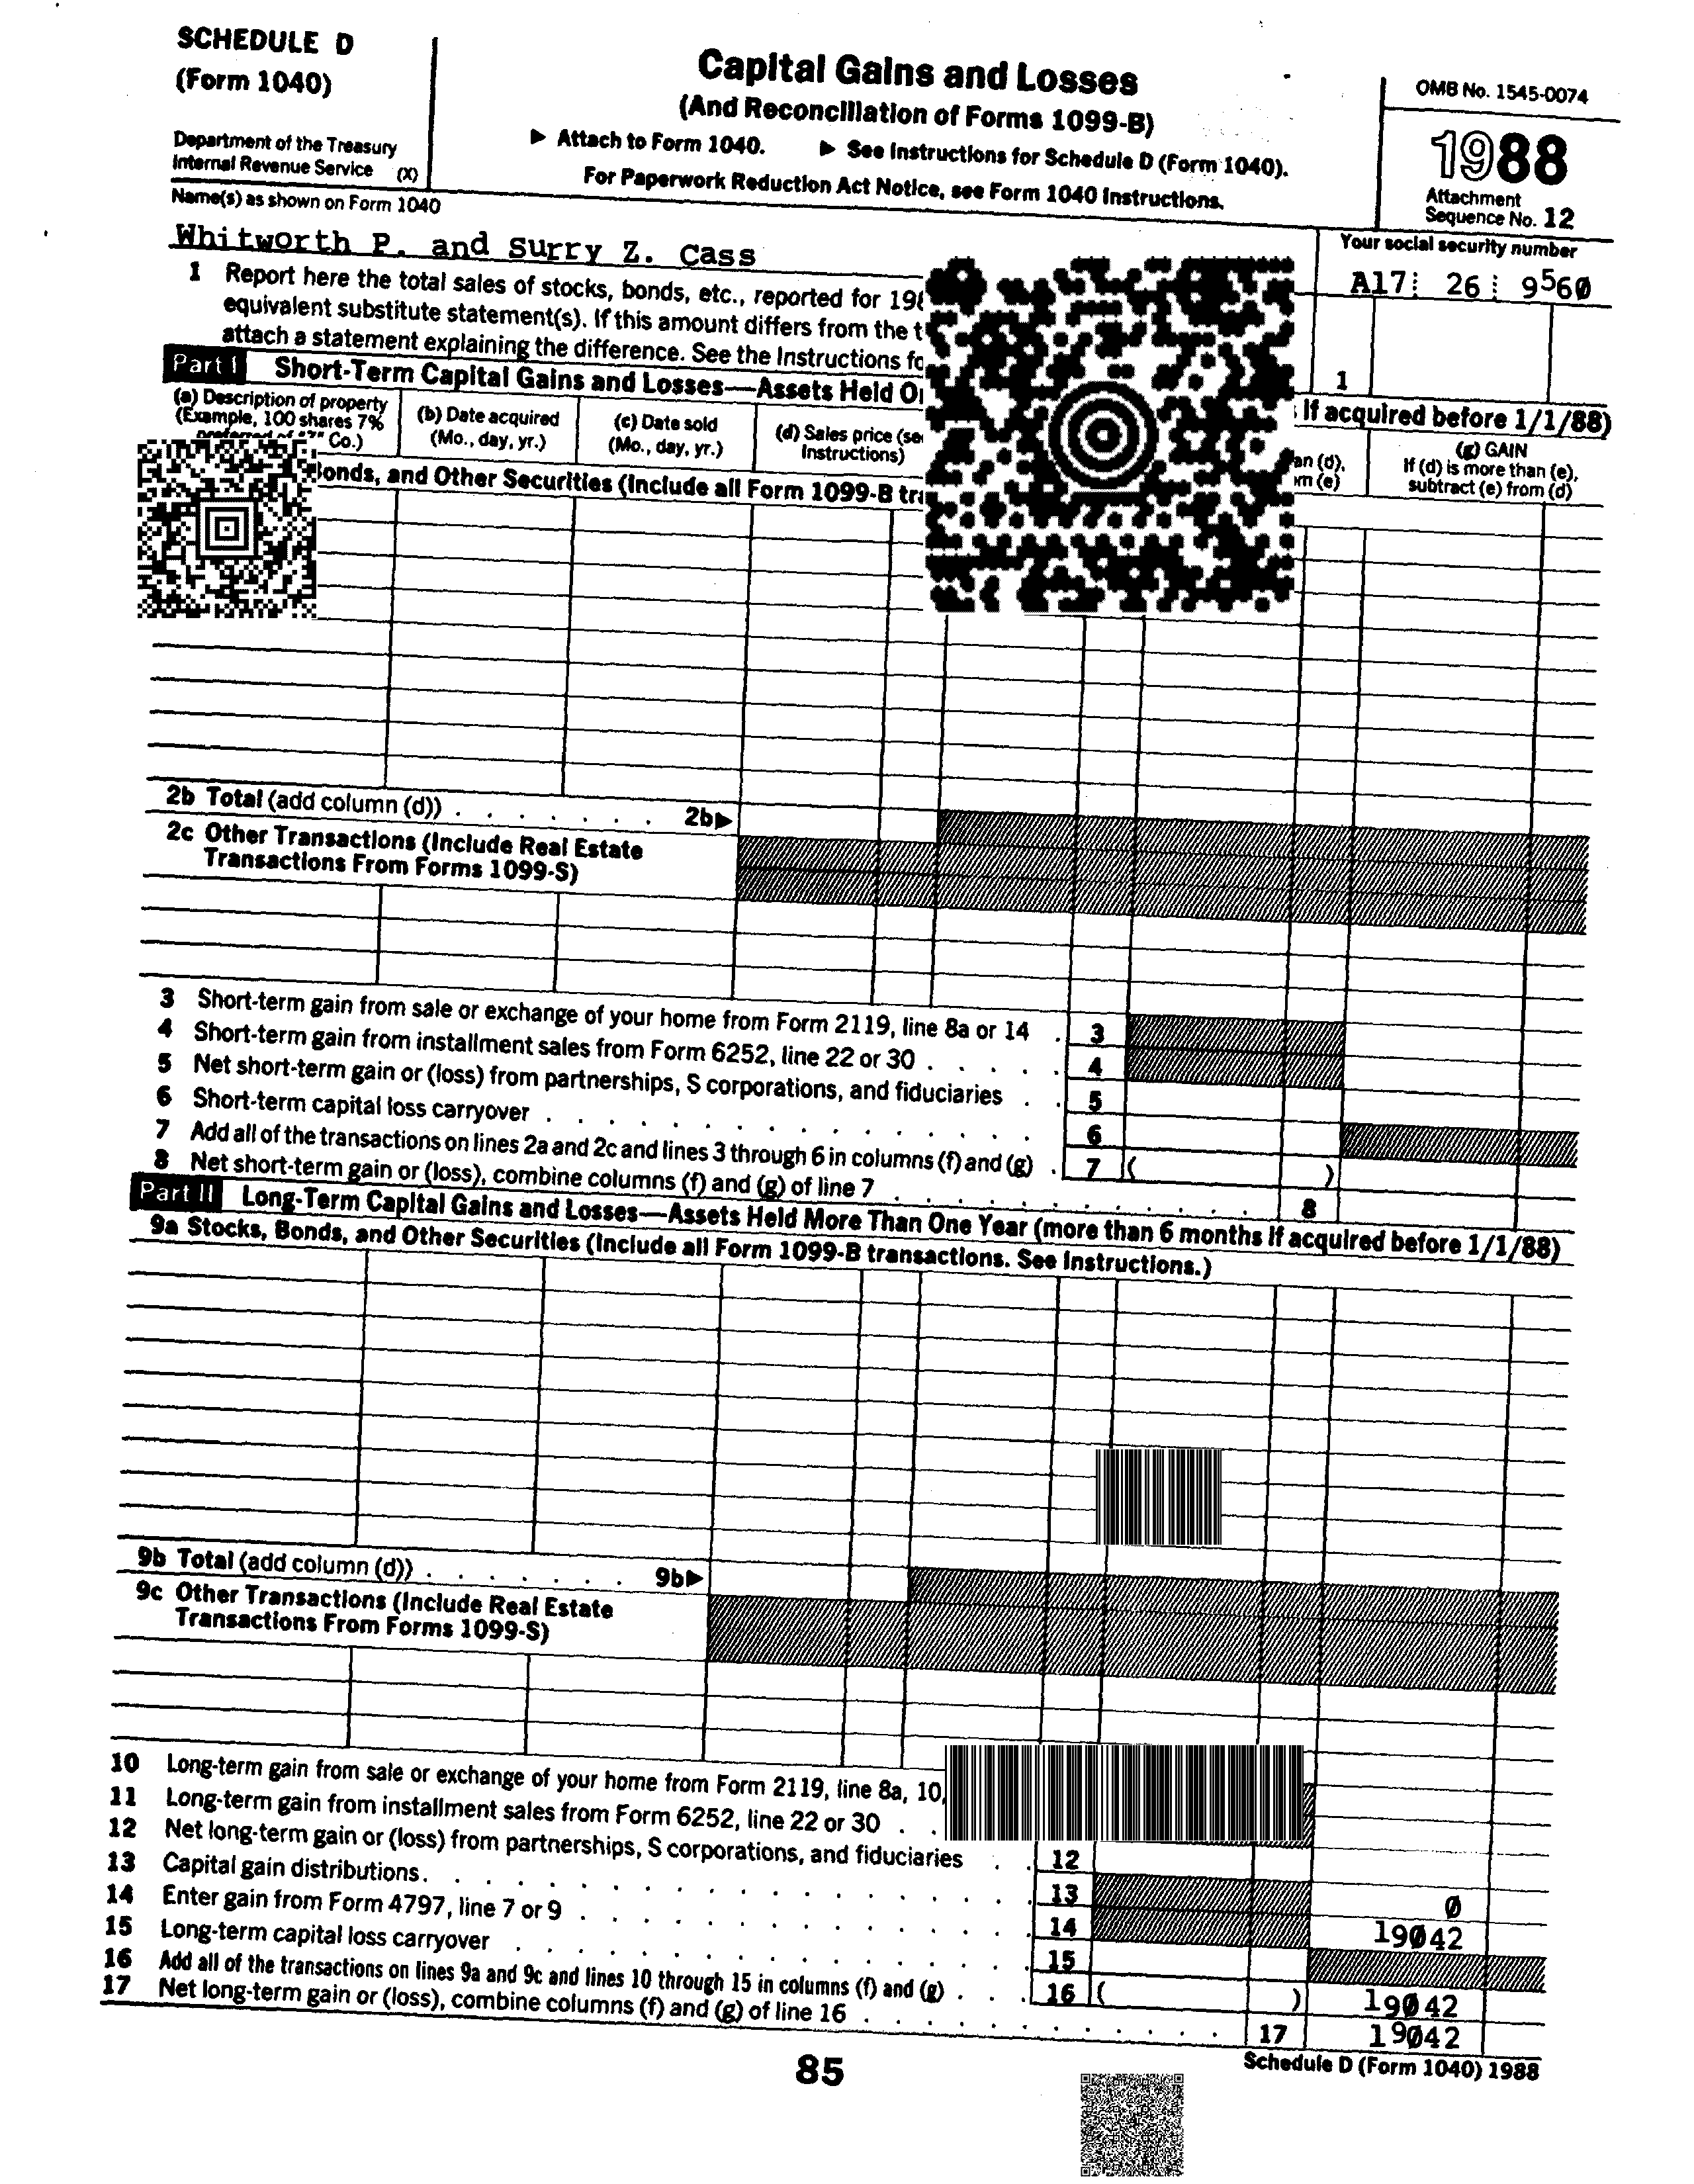 SCHEDULE D
(Form 1040)
Department of the Treasury
Internal Revenue Service (X)
Capital Gains and Losses
(And Reconciliation of Forms 1099-B)
▶ Attach to Form 1040. ▶ See Instructions for Schedule D (Form 1040).
For Paperwork Reduction Act Notice, see Form 1040 Instructions.
OMB No. 1545-0074
1988
Attachment
Sequence No. 12
Name(s) as shown on Form 1040
Whitworth P. and Surry Z. Cass
Your social security number
A17 26 9560
1 Report here the total sales of stocks, bonds, etc., reported for
equivalent substitute statement(s). If this amount differs from the
attach a statement explaining the difference. See the Instructions
1
Part I Short-Term Capital Gains and Losses—Assets Held If acquired before 1/1/88)
(a) Description of property
(Example, 100 shares 7%
preferred of "Z" Co.)
(b) Date acquired
(Mo., day, yr.)
(c) Date sold
(Mo., day, yr.)
(d) Sales price (see
Instructions)
(d),
(e)
(g) GAIN
If (d) is more than (e),
subtract (e) from (d)
Bonds, and Other Securities (Include all Form 1099-B
2b Total (add column (d)) . . . . . . . 2b▶
2c Other Transactions (Include Real Estate
Transactions From Forms 1099-S)
3 Short-term gain from sale or exchange of your home from Form 2119, line 8a or 14 . 3
4 Short-term gain from installment sales from Form 6252, line 22 or 30 . . . . . 4
5 Net short-term gain or (loss) from partnerships, S corporations, and fiduciaries . . 5
6 Short-term capital loss carryover . . . . . . . . . . . . . . 6
7 Add all of the transactions on lines 2a and 2c and lines 3 through 6 in columns (f) and (g) . 7 ( )
8 Net short-term gain or (loss), combine columns (f) and (g) of line 7 . . . . . . . . . . . 8
Part II Long-Term Capital Gains and Losses—Assets Held More Than One Year (more than 6 months if acquired before 1/1/88)
9a Stocks, Bonds, and Other Securities (Include all Form 1099-B transactions. See Instructions.)
9b Total (add column (d)) . . . . . . . 9b▶
9c Other Transactions (Include Real Estate
Transactions From Forms 1099-S)
10 Long-term gain from sale or exchange of your home from Form 2119, line 8a, 10,
11 Long-term gain from installment sales from Form 6252, line 22 or 30 . .
12 Net long-term gain or (loss) from partnerships, S corporations, and fiduciaries . . 12
13 Capital gain distributions. . . . . . . . . . . . . . . . . . 13 0
14 Enter gain from Form 4797, line 7 or 9 . . . . . . . . . . . . . 14 19042
15 Long-term capital loss carryover . . . . . . . . . . . . . . . 15
16 Add all of the transactions on lines 9a and 9c and lines 10 through 15 in columns (f) and (g) . . . 16 ( ) 19042
17 Net long-term gain or (loss), combine columns (f) and (g) of line 16 . . . . . . . . . . . . 17 19042
85
Schedule D (Form 1040) 1988